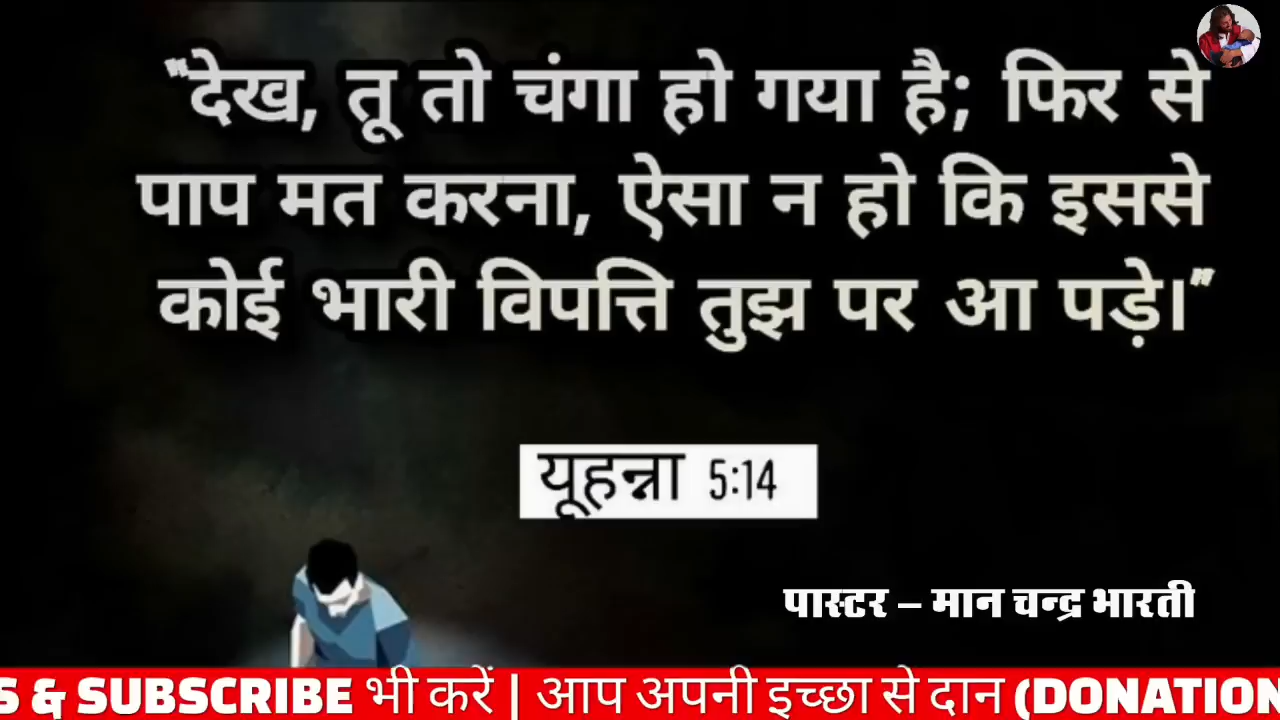 "देख, तू तो चंगा हो गया है; फिर से
पाप मत करना, ऐसा न हो कि इससे
कोई भारी विपत्ति तुझ पर आ पड़े।"
यूहन्ना 5:14
पास्टर – मान चन्द्र भारती
S & SUBSCRIBE भी करें | आप अपनी इच्छा से दान (DONATION